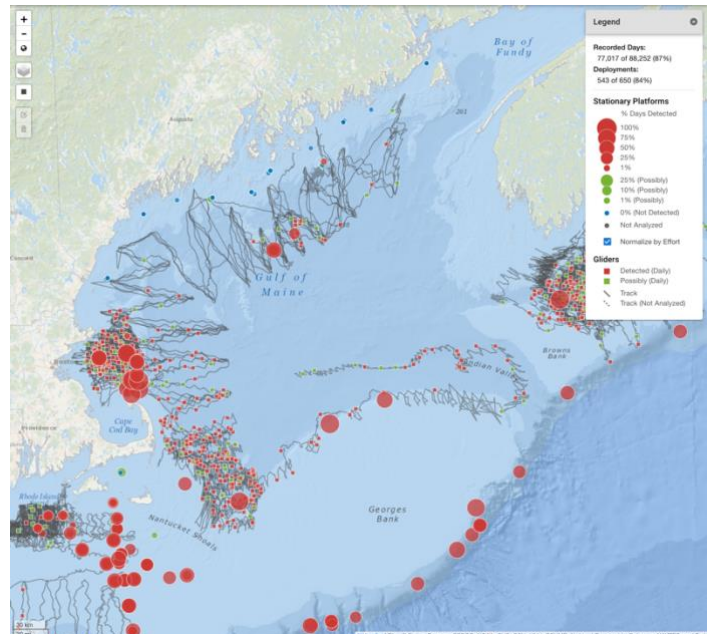 +
−
Bay of
Fundy
Augusta
203
Concord
Gulf of
Maine
Browns
Bank
Cape
Cod Bay
Rhode Island
Georges
Bank
Nantucket Shoals
20 km
Legend
Recorded Days:
77,017 of 88,252 (87%)
Deployments:
543 of 650 (84%)
Stationary Platforms
% Days Detected
100%
75%
50%
25%
1%
25% (Possibly)
10% (Possibly)
1% (Possibly)
0% (Not Detected)
Not Analyzed
Normalize by Effort
Gliders
Detected (Daily)
Possibly (Daily)
Track
Track (Not Analyzed)